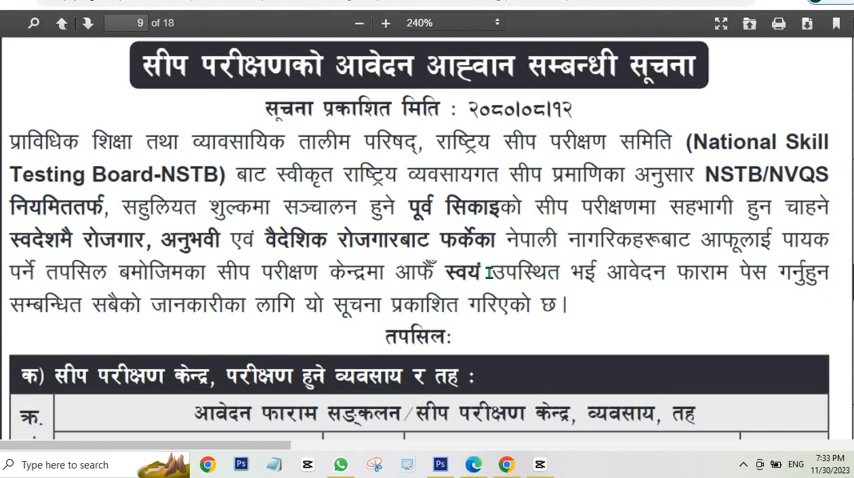 9 of 18
240%
सीप परीक्षणको आवेदन आह्वान सम्बन्धी सूचना
सूचना प्रकाशित मिति : २०८०।०८।१२
प्राविधिक शिक्षा तथा व्यावसायिक तालीम परिषद्, राष्ट्रिय सीप परीक्षण समिति (National Skill
Testing Board-NSTB) बाट स्वीकृत राष्ट्रिय व्यवसायगत सीप प्रमाणिका अनुसार NSTB/NVQS
नियमिततर्फ, सहुलियत शुल्कमा सञ्चालन हुने पूर्व सिकाइको सीप परीक्षणमा सहभागी हुन चाहने
स्वदेशमै रोजगार, अनुभवी एवं वैदेशिक रोजगारबाट फर्केका नेपाली नागरिकहरूबाट आफूलाई पायक
पर्ने तपसिल बमोजिमका सीप परीक्षण केन्द्रमा आफैँ स्वयं उपस्थित भई आवेदन फाराम पेस गर्नुहुन
सम्बन्धित सबैको जानकारीका लागि यो सूचना प्रकाशित गरिएको छ।
तपसिल:
क) सीप परीक्षण केन्द्र, परीक्षण हुने व्यवसाय र तह :
क्र.
आवेदन फाराम सङ्कलन/सीप परीक्षण केन्द्र, व्यवसाय, तह
Type here to search
ENG
7:33 PM
11/30/2023